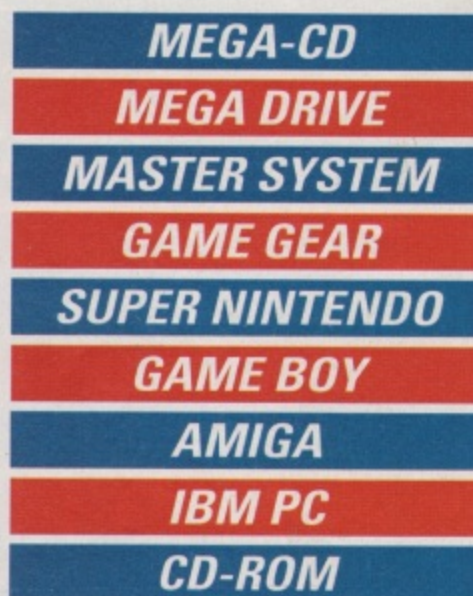 MEGA-CD
MEGA DRIVE
MASTER SYSTEM
GAME GEAR
SUPER NINTENDO
GAME BOY
AMIGA
IBM PC
CD-ROM